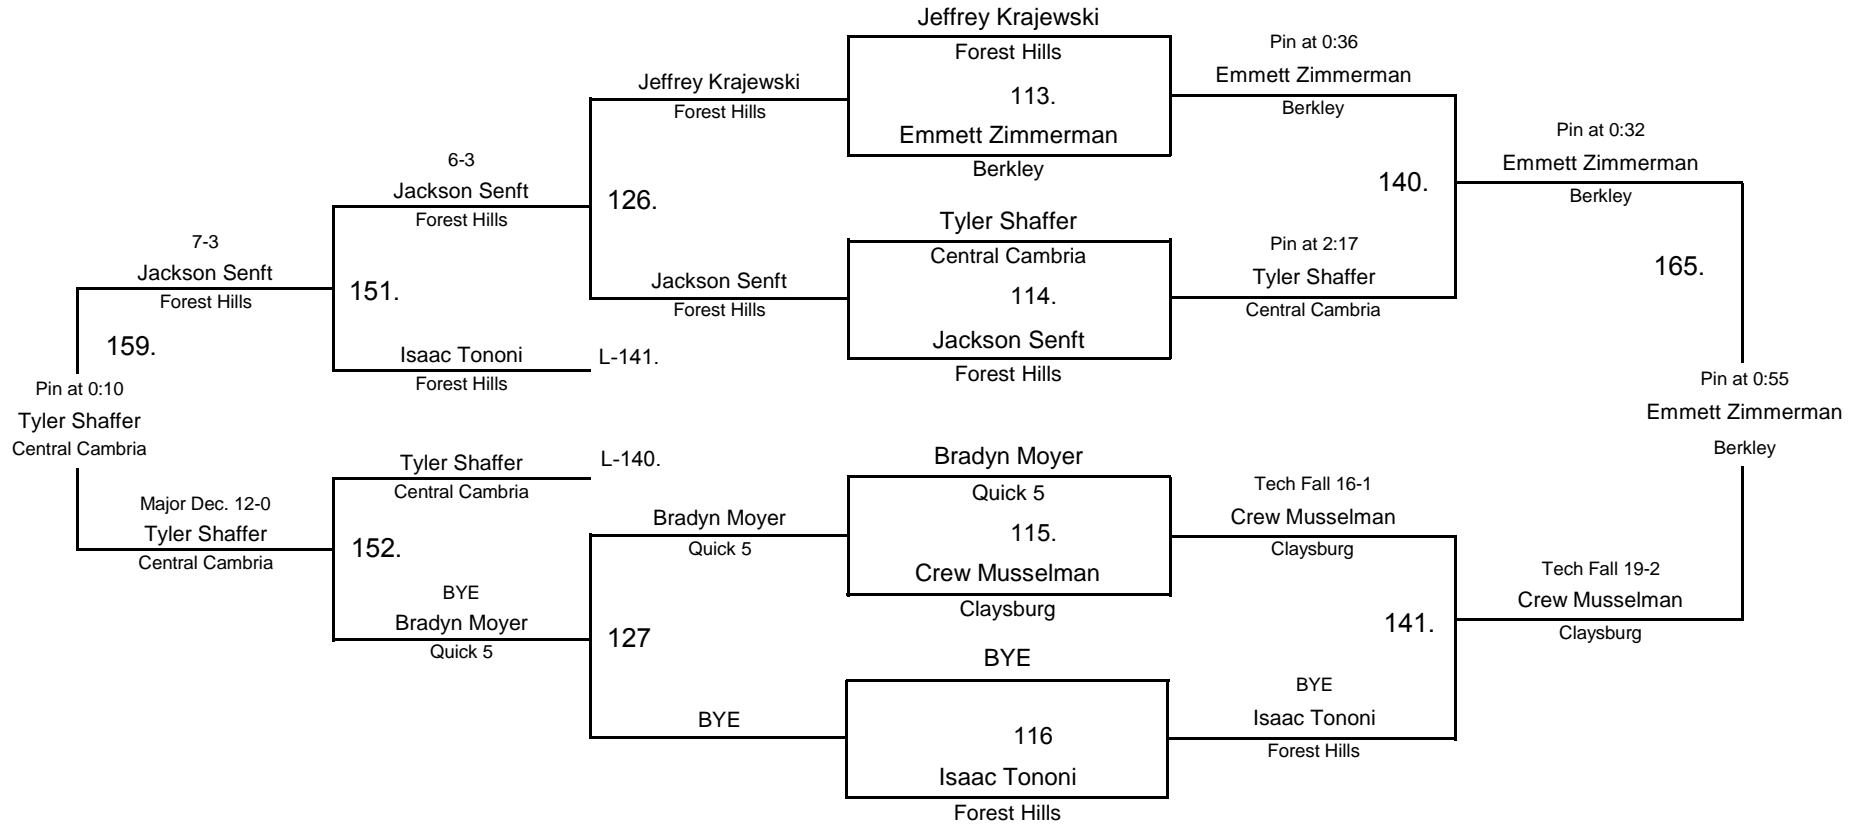 Jeffrey Krajewski
Forest Hills
113.
Emmett Zimmerman
Berkley
Tyler Shaffer
Central Cambria
114.
Jackson Senft
Forest Hills
Bradyn Moyer
Quick 5
115.
Crew Musselman
Claysburg
BYE
116
Isaac Tononi
Forest Hills
Pin at 0:36
Emmett Zimmerman
Berkley
140.
Pin at 2:17
Tyler Shaffer
Central Cambria
Tech Fall 16-1
Crew Musselman
Claysburg
141.
BYE
Isaac Tononi
Forest Hills
Pin at 0:32
Emmett Zimmerman
Berkley
165.
Tech Fall 19-2
Crew Musselman
Claysburg
Pin at 0:55
Emmett Zimmerman
Berkley
Jeffrey Krajewski
Forest Hills
126.
Jackson Senft
Forest Hills
Bradyn Moyer
Quick 5
127
BYE
6-3
Jackson Senft
Forest Hills
151.
Isaac Tononi
L-141.
Forest Hills
Tyler Shaffer
L-140.
Central Cambria
152.
BYE
Bradyn Moyer
Quick 5
7-3
Jackson Senft
Forest Hills
159.
Major Dec. 12-0
Tyler Shaffer
Central Cambria
Pin at 0:10
Tyler Shaffer
Central Cambria